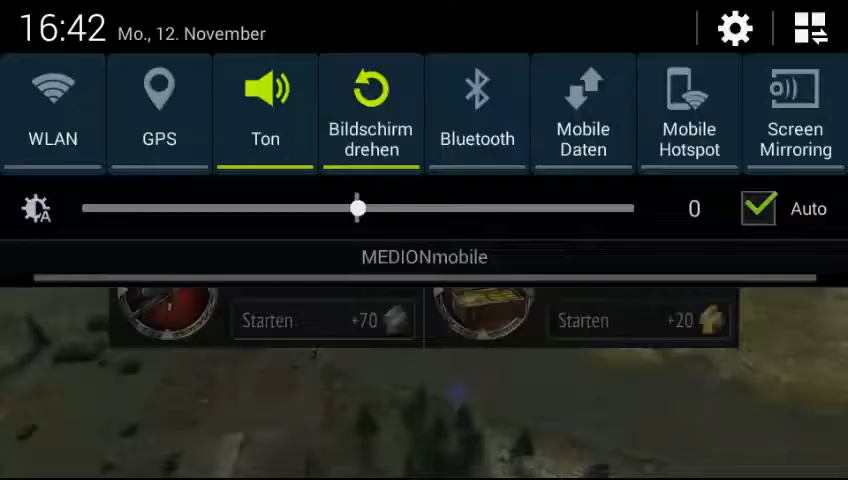 16:42 Mo., 12. November
WLAN GPS Ton Bildschirm drehen Bluetooth Mobile Daten Mobile Hotspot Screen Mirroring
0 Auto
MEDIONmobile
Starten +70 Starten +20